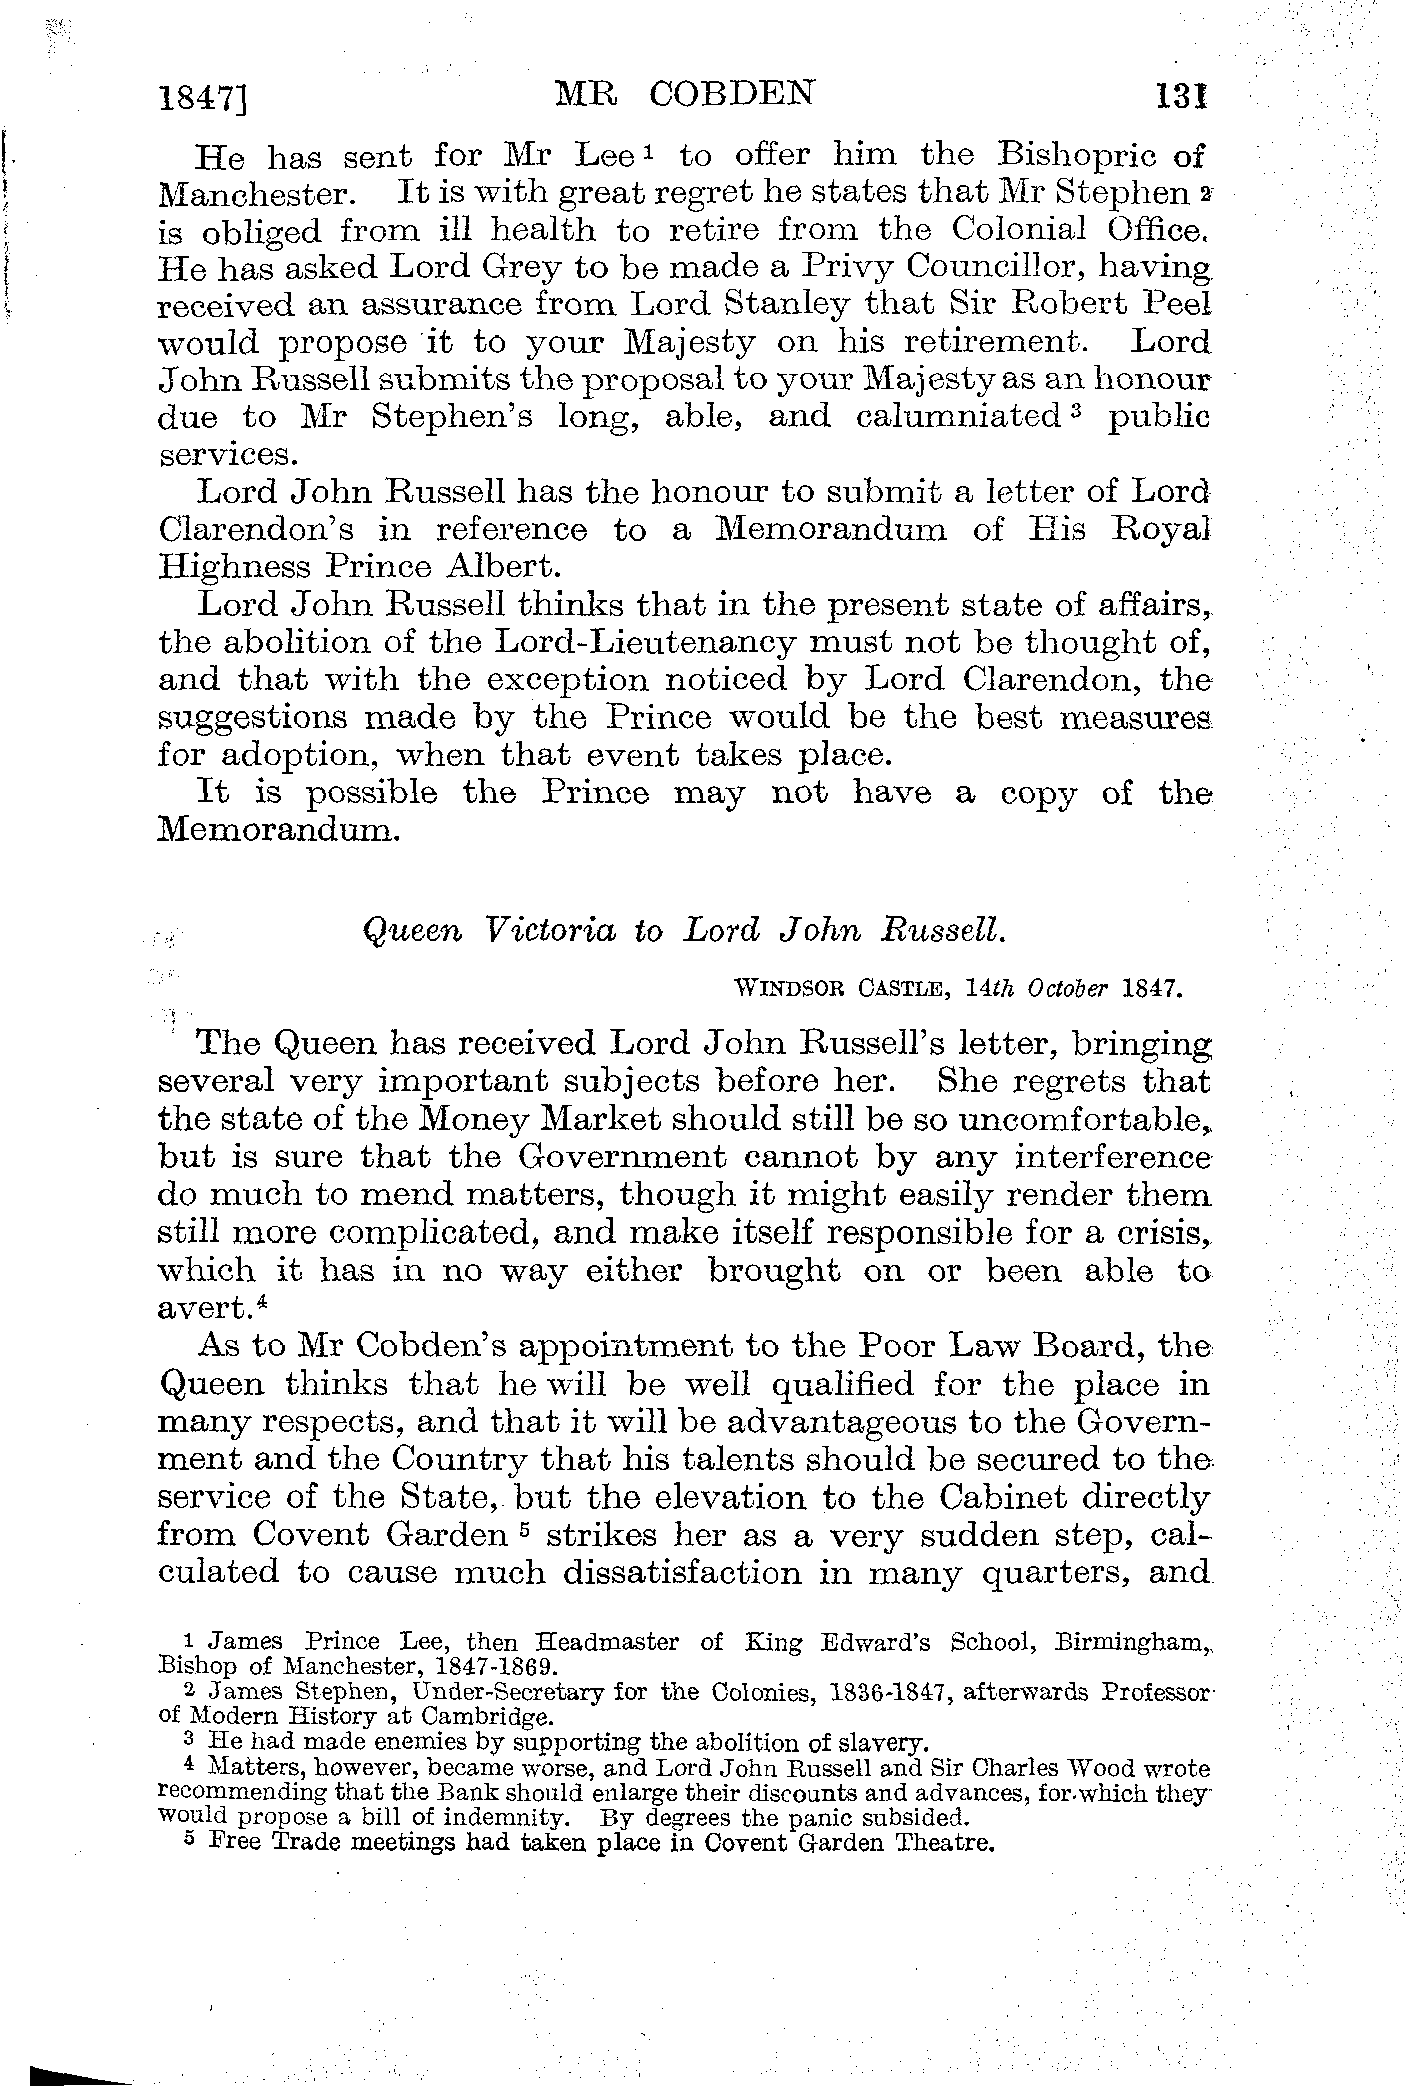 1847] MR COBDEN 131
He has sent for Mr Lee 1 to offer him the Bishopric of
Manchester. It is with great regret he states that Mr Stephen 2
is obliged from ill health to retire from the Colonial Office.
He has asked Lord Grey to be made a Privy Councillor, having
received an assurance from Lord Stanley that Sir Robert Peel
would propose it to your Majesty on his retirement. Lord
John Russell submits the proposal to your Majesty as an honour
due to Mr Stephen's long, able, and calumniated 3 public
services.
Lord John Russell has the honour to submit a letter of Lord
Clarendon's in reference to a Memorandum of His Royal
Highness Prince Albert.
Lord John Russell thinks that in the present state of affairs,
the abolition of the Lord-Lieutenancy must not be thought of,
and that with the exception noticed by Lord Clarendon, the
suggestions made by the Prince would be the best measures
for adoption, when that event takes place.
It is possible the Prince may not have a copy of the
Memorandum.
Queen Victoria to Lord John Russell.
WINDSOR CASTLE, 14th October 1847.
The Queen has received Lord John Russell's letter, bringing
several very important subjects before her. She regrets that
the state of the Money Market should still be so uncomfortable,
but is sure that the Government cannot by any interference
do much to mend matters, though it might easily render them
still more complicated, and make itself responsible for a crisis,
which it has in no way either brought on or been able to
avert.4
As to Mr Cobden's appointment to the Poor Law Board, the
Queen thinks that he will be well qualified for the place in
many respects, and that it will be advantageous to the Govern-
ment and the Country that his talents should be secured to the
service of the State, but the elevation to the Cabinet directly
from Covent Garden 5 strikes her as a very sudden step, cal-
culated to cause much dissatisfaction in many quarters, and
1 James Prince Lee, then Headmaster of King Edward's School, Birmingham,
Bishop of Manchester, 1847-1869.
2 James Stephen, Under-Secretary for the Colonies, 1836-1847, afterwards Professor
of Modern History at Cambridge.
3 He had made enemies by supporting the abolition of slavery.
4 Matters, however, became worse, and Lord John Russell and Sir Charles Wood wrote
recommending that the Bank should enlarge their discounts and advances, for which they
would propose a bill of indemnity. By degrees the panic subsided.
5 Free Trade meetings had taken place in Covent Garden Theatre.